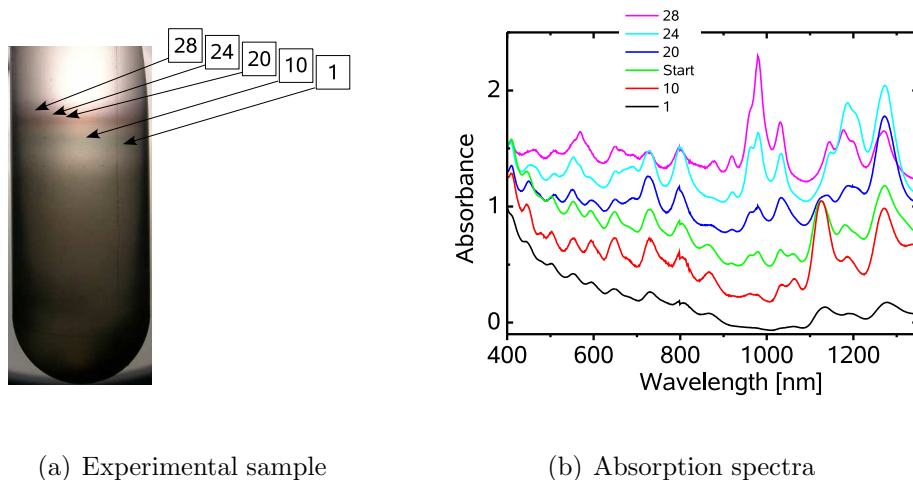 28
24
20
10
1
28
24
20
Start
10
1
2
1
0
Absorbance
400 600 800 1000 1200
Wavelength [nm]
(a) Experimental sample
(b) Absorption spectra